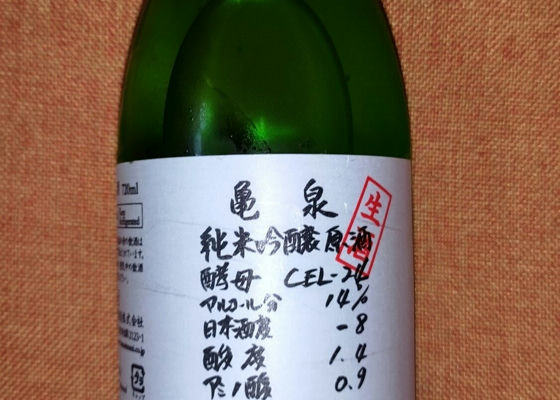 亀泉
生酒
純米吟醸原酒
酵母 CEL-24
アルコール分 14%
日本酒度 -8
酸度 1.4
アミノ酸 0.9
720ml